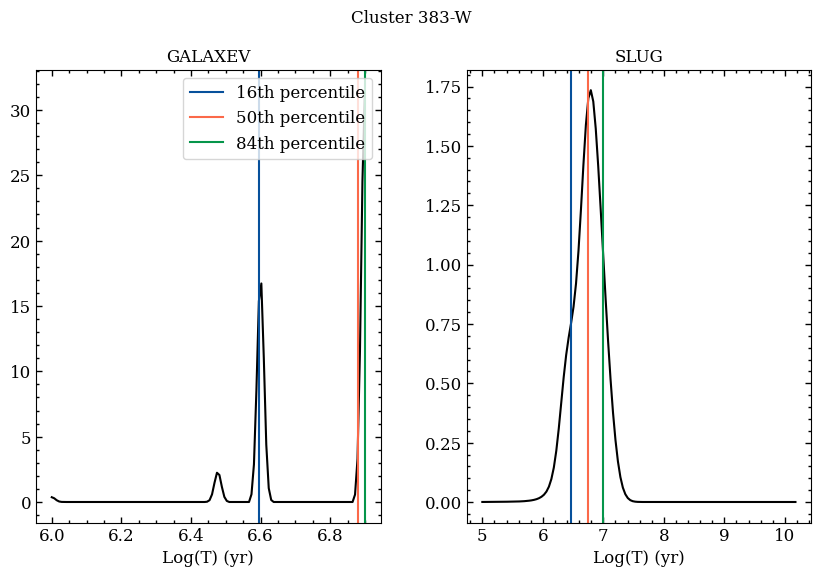 Cluster 383-W
GALAXEV
16th percentile
50th percentile
84th percentile
30
25
20
15
10
5
0
6.0 6.2 6.4 6.6 6.8
Log(T) (yr)
SLUG
1.75
1.50
1.25
1.00
0.75
0.50
0.25
0.00
5 6 7 8 9 10
Log(T) (yr)